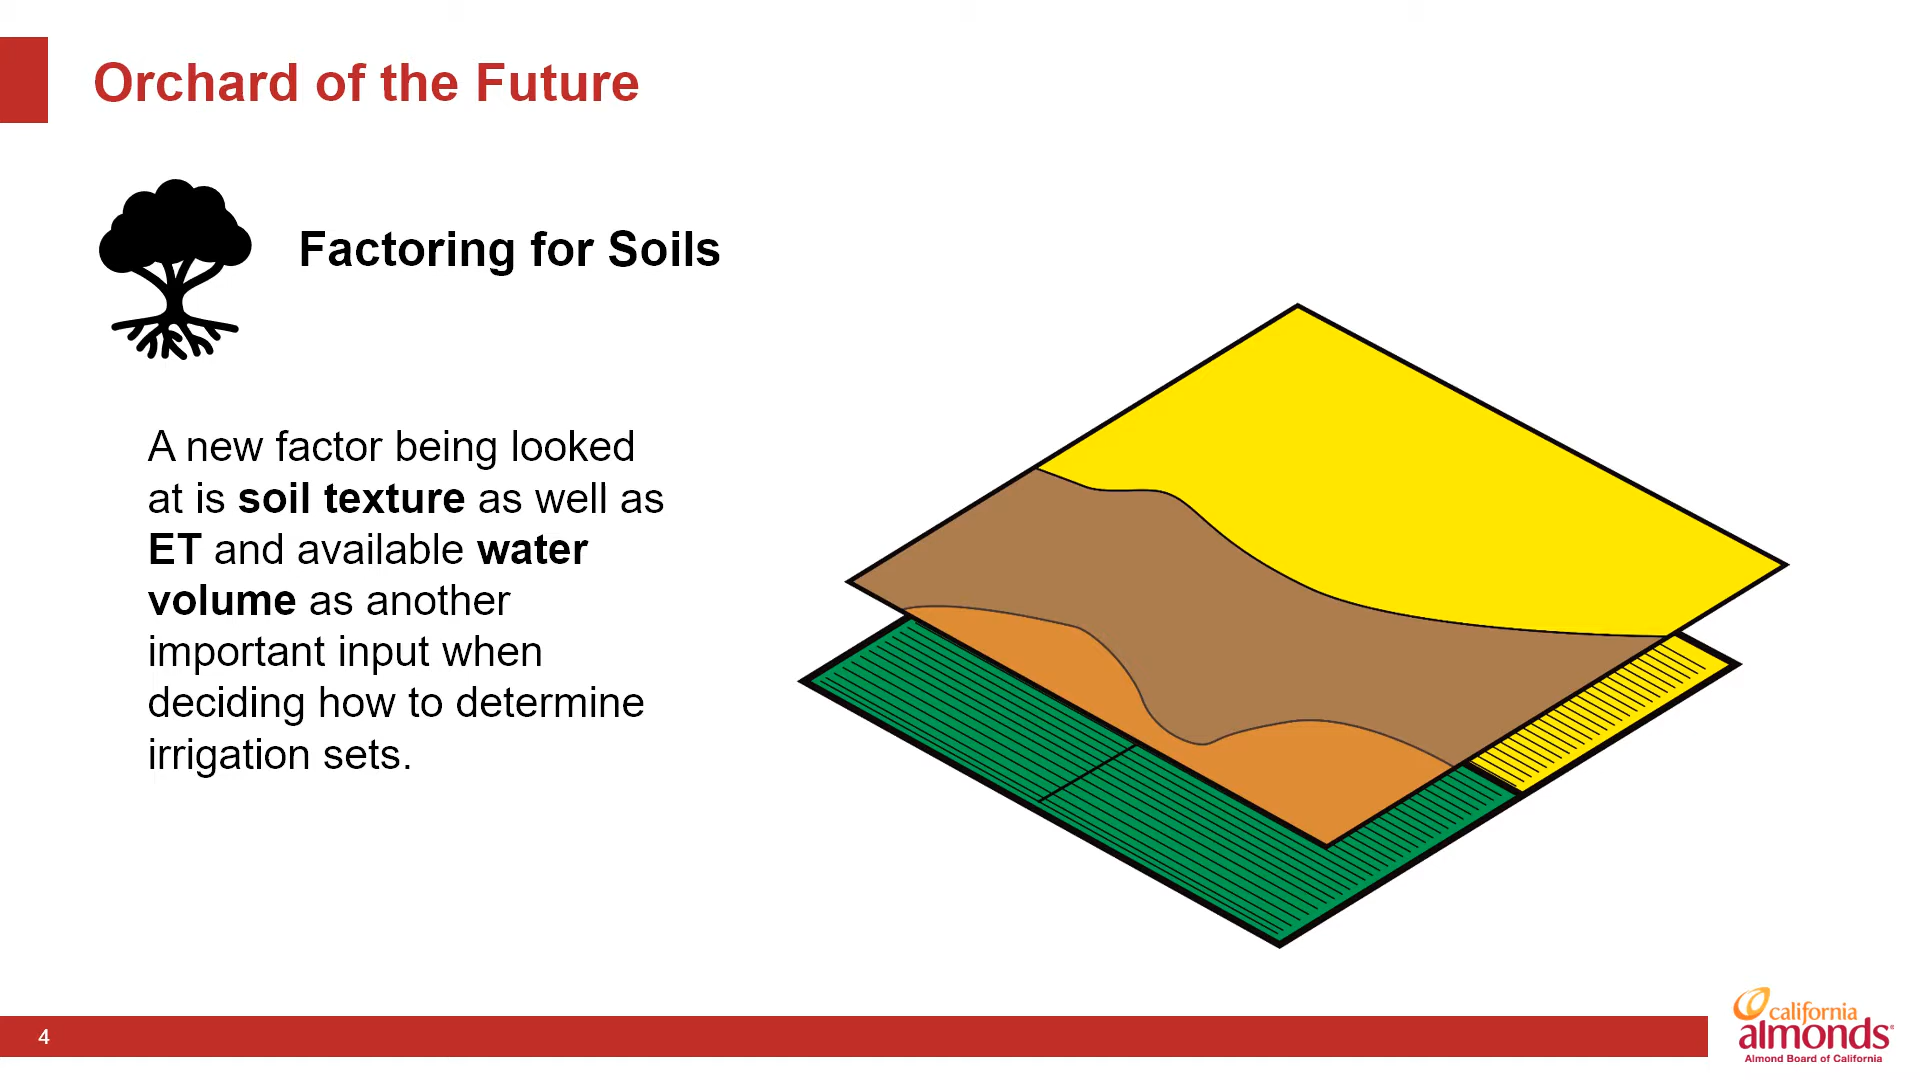 Orchard of the Future
Factoring for Soils
A new factor being looked
at is soil texture as well as
ET and available water
volume as another
important input when
deciding how to determine
irrigation sets.
4
california
almonds®
Almond Board of California